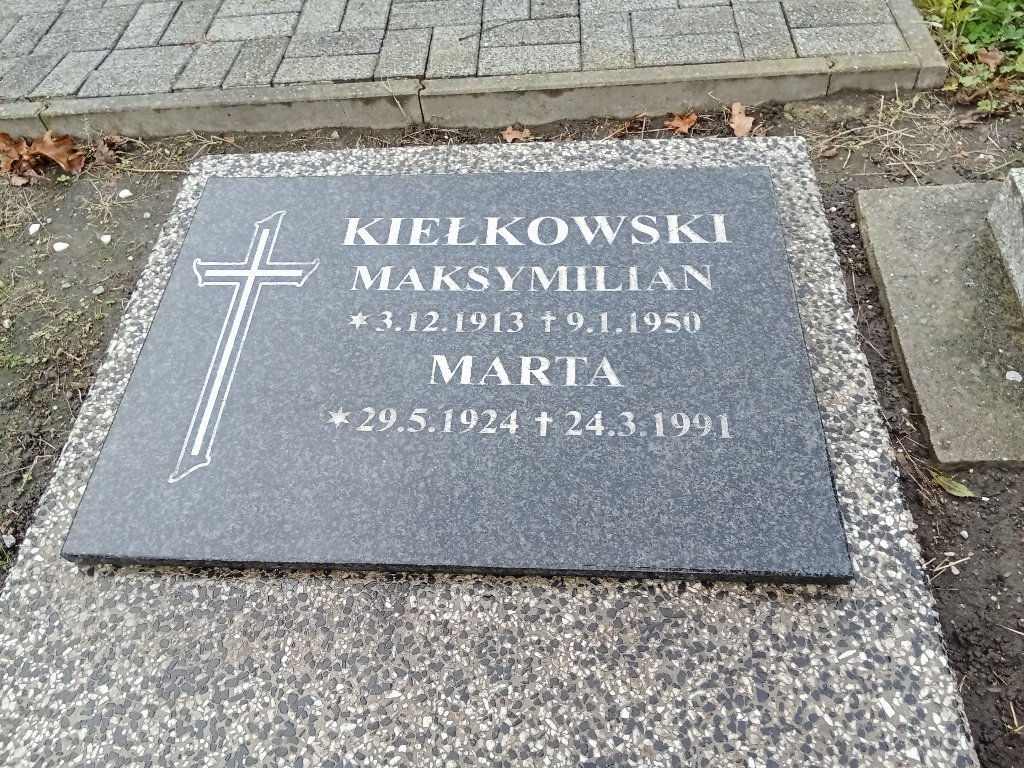 KIEŁKOWSKI
MAKSYMILIAN
*3.12.1913 ✝ 9.1.1950
MARTA
*29.5.1924 ✝ 24.3.1991